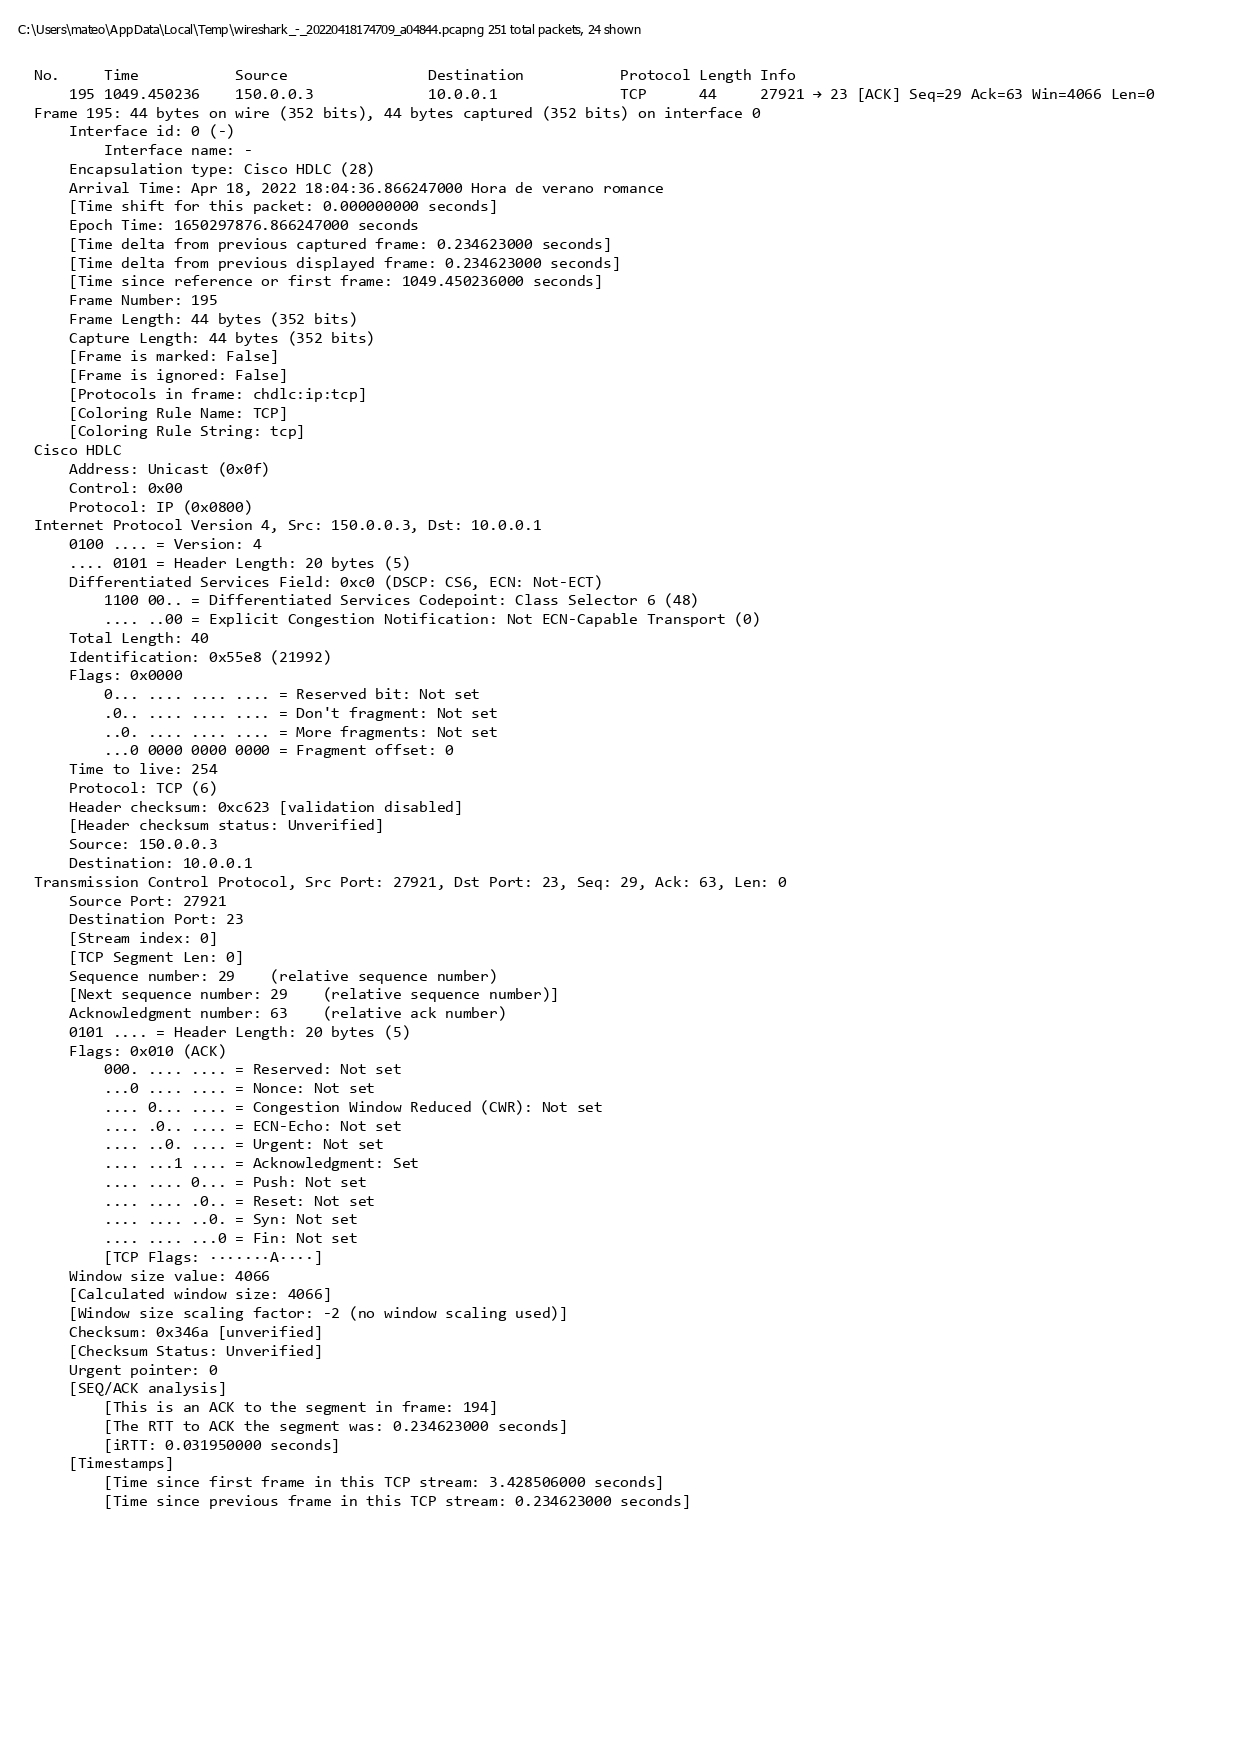 C:\Users\mateo\AppData\Local\Temp\wireshark_-_20220418174709_a04844.pcapng 251 total packets, 24 shown
No.     Time           Source                Destination           Protocol Length Info
    195 1049.450236    150.0.0.3             10.0.0.1              TCP      44     27921 → 23 [ACK] Seq=29 Ack=63 Win=4066 Len=0
Frame 195: 44 bytes on wire (352 bits), 44 bytes captured (352 bits) on interface 0
    Interface id: 0 (-)
        Interface name: -
    Encapsulation type: Cisco HDLC (28)
    Arrival Time: Apr 18, 2022 18:04:36.866247000 Hora de verano romance
    [Time shift for this packet: 0.000000000 seconds]
    Epoch Time: 1650297876.866247000 seconds
    [Time delta from previous captured frame: 0.234623000 seconds]
    [Time delta from previous displayed frame: 0.234623000 seconds]
    [Time since reference or first frame: 1049.450236000 seconds]
    Frame Number: 195
    Frame Length: 44 bytes (352 bits)
    Capture Length: 44 bytes (352 bits)
    [Frame is marked: False]
    [Frame is ignored: False]
    [Protocols in frame: chdlc:ip:tcp]
    [Coloring Rule Name: TCP]
    [Coloring Rule String: tcp]
Cisco HDLC
    Address: Unicast (0x0f)
    Control: 0x00
    Protocol: IP (0x0800)
Internet Protocol Version 4, Src: 150.0.0.3, Dst: 10.0.0.1
    0100 .... = Version: 4
    .... 0101 = Header Length: 20 bytes (5)
    Differentiated Services Field: 0xc0 (DSCP: CS6, ECN: Not-ECT)
        1100 00.. = Differentiated Services Codepoint: Class Selector 6 (48)
        .... ..00 = Explicit Congestion Notification: Not ECN-Capable Transport (0)
    Total Length: 40
    Identification: 0x55e8 (21992)
    Flags: 0x0000
        0... .... .... .... = Reserved bit: Not set
        .0.. .... .... .... = Don't fragment: Not set
        ..0. .... .... .... = More fragments: Not set
        ...0 0000 0000 0000 = Fragment offset: 0
    Time to live: 254
    Protocol: TCP (6)
    Header checksum: 0xc623 [validation disabled]
    [Header checksum status: Unverified]
    Source: 150.0.0.3
    Destination: 10.0.0.1
Transmission Control Protocol, Src Port: 27921, Dst Port: 23, Seq: 29, Ack: 63, Len: 0
    Source Port: 27921
    Destination Port: 23
    [Stream index: 0]
    [TCP Segment Len: 0]
    Sequence number: 29    (relative sequence number)
    [Next sequence number: 29    (relative sequence number)]
    Acknowledgment number: 63    (relative ack number)
    0101 .... = Header Length: 20 bytes (5)
    Flags: 0x010 (ACK)
        000. .... .... = Reserved: Not set
        ...0 .... .... = Nonce: Not set
        .... 0... .... = Congestion Window Reduced (CWR): Not set
        .... .0.. .... = ECN-Echo: Not set
        .... ..0. .... = Urgent: Not set
        .... ...1 .... = Acknowledgment: Set
        .... .... 0... = Push: Not set
        .... .... .0.. = Reset: Not set
        .... .... ..0. = Syn: Not set
        .... .... ...0 = Fin: Not set
        [TCP Flags: ·······A····]
    Window size value: 4066
    [Calculated window size: 4066]
    [Window size scaling factor: -2 (no window scaling used)]
    Checksum: 0x346a [unverified]
    [Checksum Status: Unverified]
    Urgent pointer: 0
    [SEQ/ACK analysis]
        [This is an ACK to the segment in frame: 194]
        [The RTT to ACK the segment was: 0.234623000 seconds]
        [iRTT: 0.031950000 seconds]
    [Timestamps]
        [Time since first frame in this TCP stream: 3.428506000 seconds]
        [Time since previous frame in this TCP stream: 0.234623000 seconds]